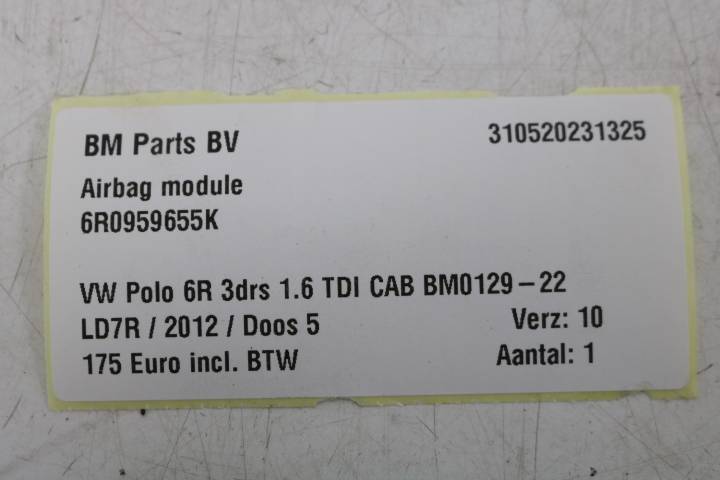 BM Parts BV 310520231325
Airbag module
6R0959655K
VW Polo 6R 3drs 1.6 TDI CAB BM0129-22
LD7R / 2012 / Doos 5 Verz: 10
175 Euro incl. BTW Aantal: 1